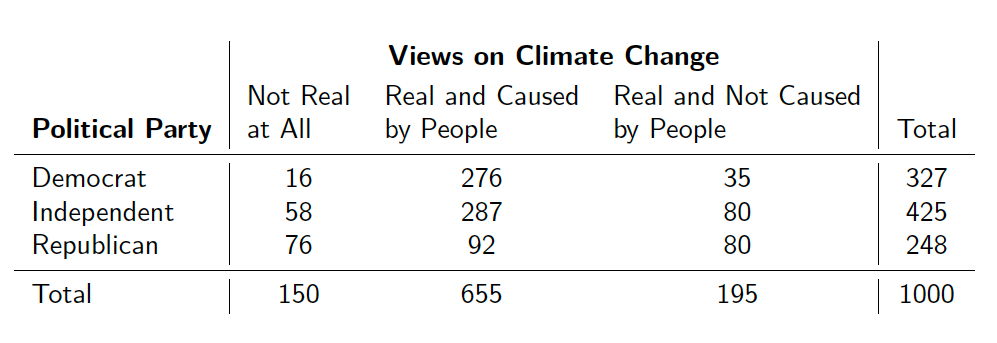 Views on Climate Change
Not Real Real and Caused Real and Not Caused
Political Party at All by People by People Total
Democrat 16 276 35 327
Independent 58 287 80 425
Republican 76 92 80 248
Total 150 655 195 1000